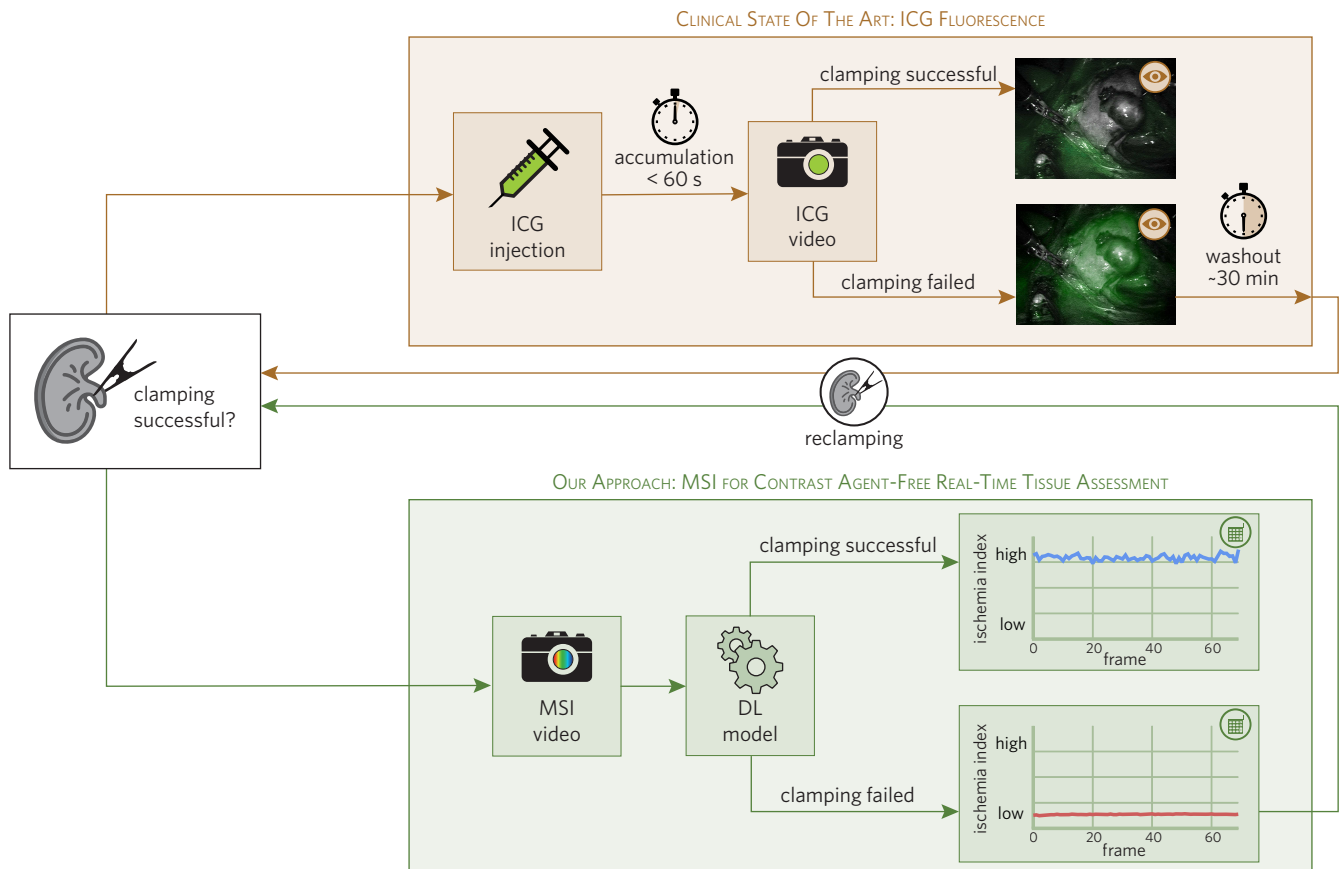 CLINICAL STATE OF THE ART: ICG FLUORESCENCE
clamping successful
accumulation
< 60 s
ICG
injection
ICG
video
clamping failed
washout
~30 min
clamping
successful?
reclamping
OUR APPROACH: MSI FOR CONTRAST AGENT-FREE REAL-TIME TISSUE ASSESSMENT
clamping successful
ischemia index
high
low
0 20 40 60
frame
MSI
video
DL
model
clamping failed
ischemia index
high
low
0 20 40 60
frame